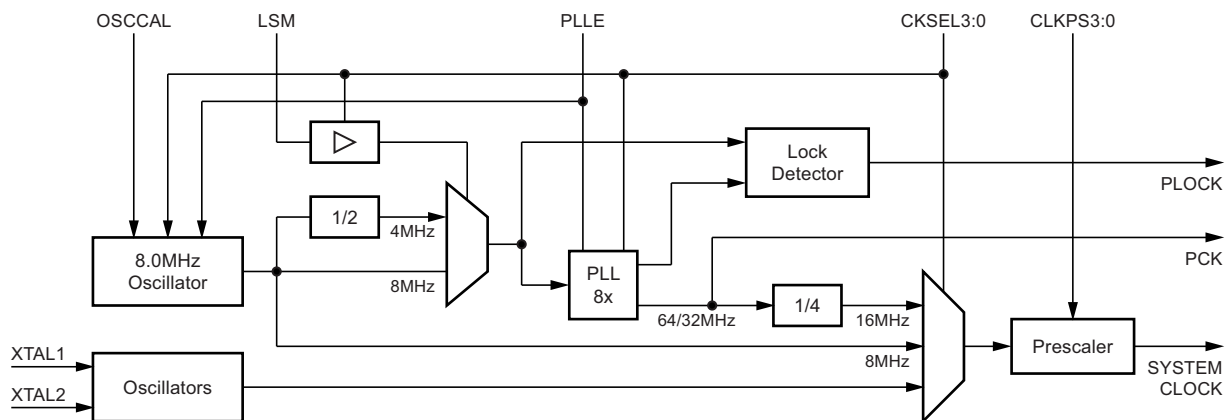 OSCCAL LSM PLLE CKSEL3:0 CLKPS3:0
Lock
Detector
PLOCK
1/2
4MHz
8.0MHz
Oscillator
8MHz
PLL
8x
PCK
64/32MHz
1/4
16MHz
XTAL1
XTAL2
Oscillators
8MHz
Prescaler
SYSTEM
CLOCK